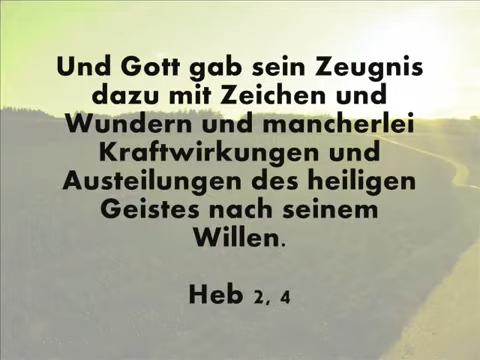 Und Gott gab sein Zeugnis
dazu mit Zeichen und
Wundern und mancherlei
Kraftwirkungen und
Austeilungen des heiligen
Geistes nach seinem
Willen.
Heb 2, 4